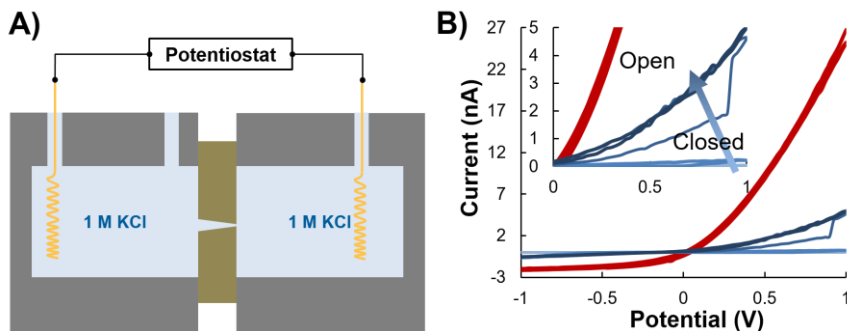 A)
Potentiostat
1 M KCl
1 M KCl
B)
Current (nA)
27
22
17
12
7
2
-3
5
4
3
2
1
0
Open
Closed
0
0.5
1
-1
-0.5
0
0.5
1
Potential (V)